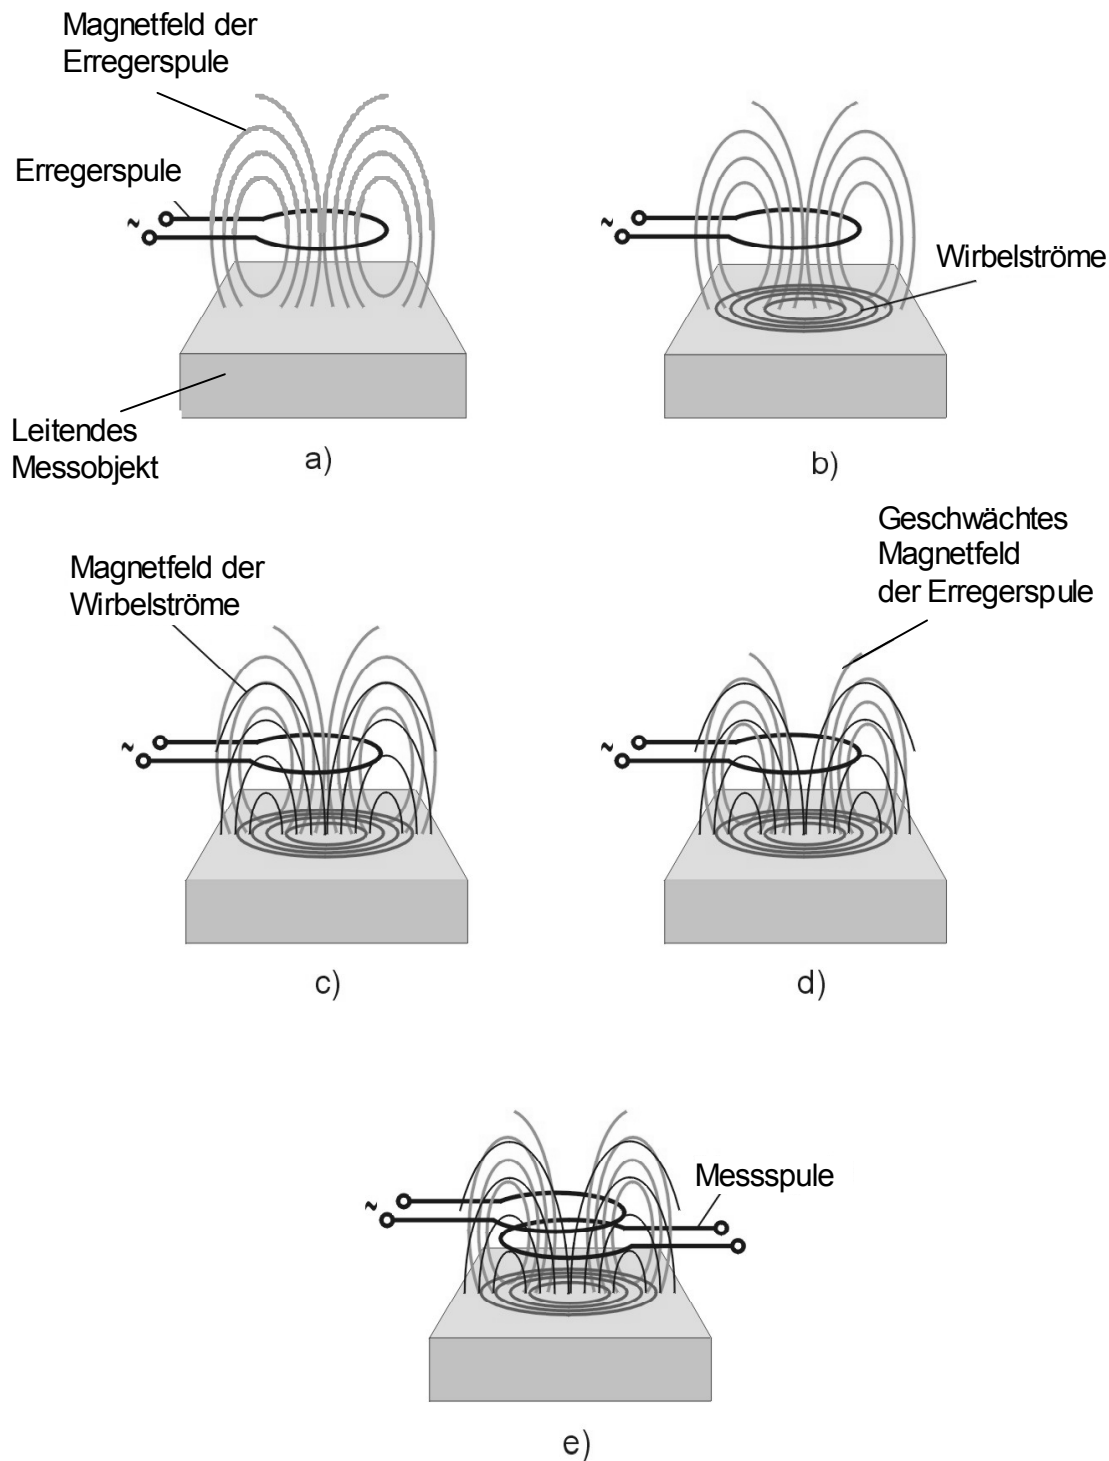 Magnetfeld der
Erregerspule
Erregerspule
~
Leitendes
Messobjekt
a)
~
Wirbelströme
b)
Magnetfeld der
Wirbelströme
~
c)
Geschwächtes
Magnetfeld
der Erregerspule
~
d)
~
Messspule
e)